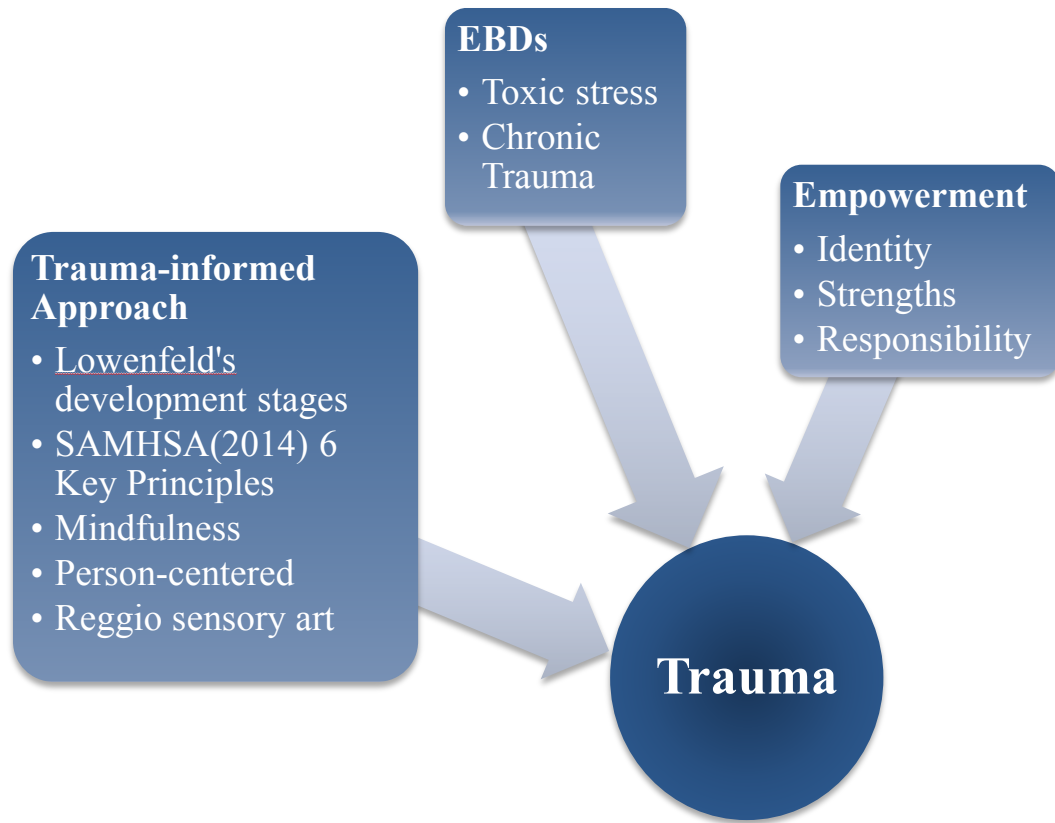 EBDs
• Toxic stress
• Chronic
Trauma
Empowerment
• Identity
• Strengths
• Responsibility
Trauma-informed
Approach
• Lowenfeld's
development stages
• SAMHSA(2014) 6
Key Principles
• Mindfulness
• Person-centered
• Reggio sensory art
Trauma